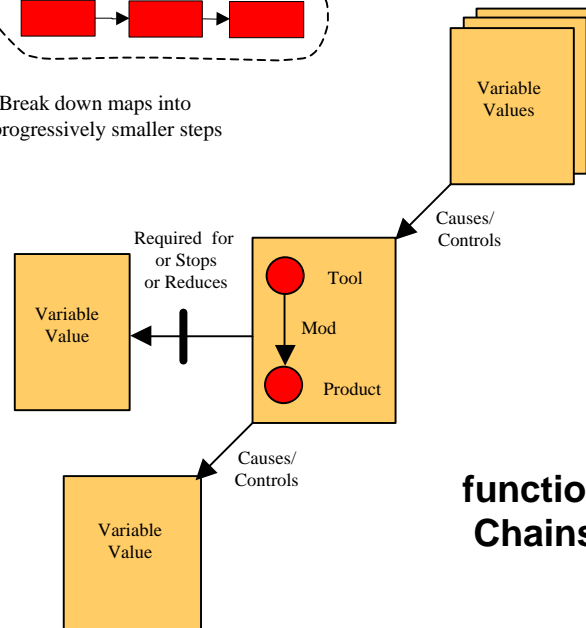 Break down maps into
progressively smaller steps
Variable
Values
Causes/
Controls
Required for
or Stops
or Reduces
Tool
Mod
Product
Variable
Value
Causes/
Controls
Variable
Value
functio
Chains